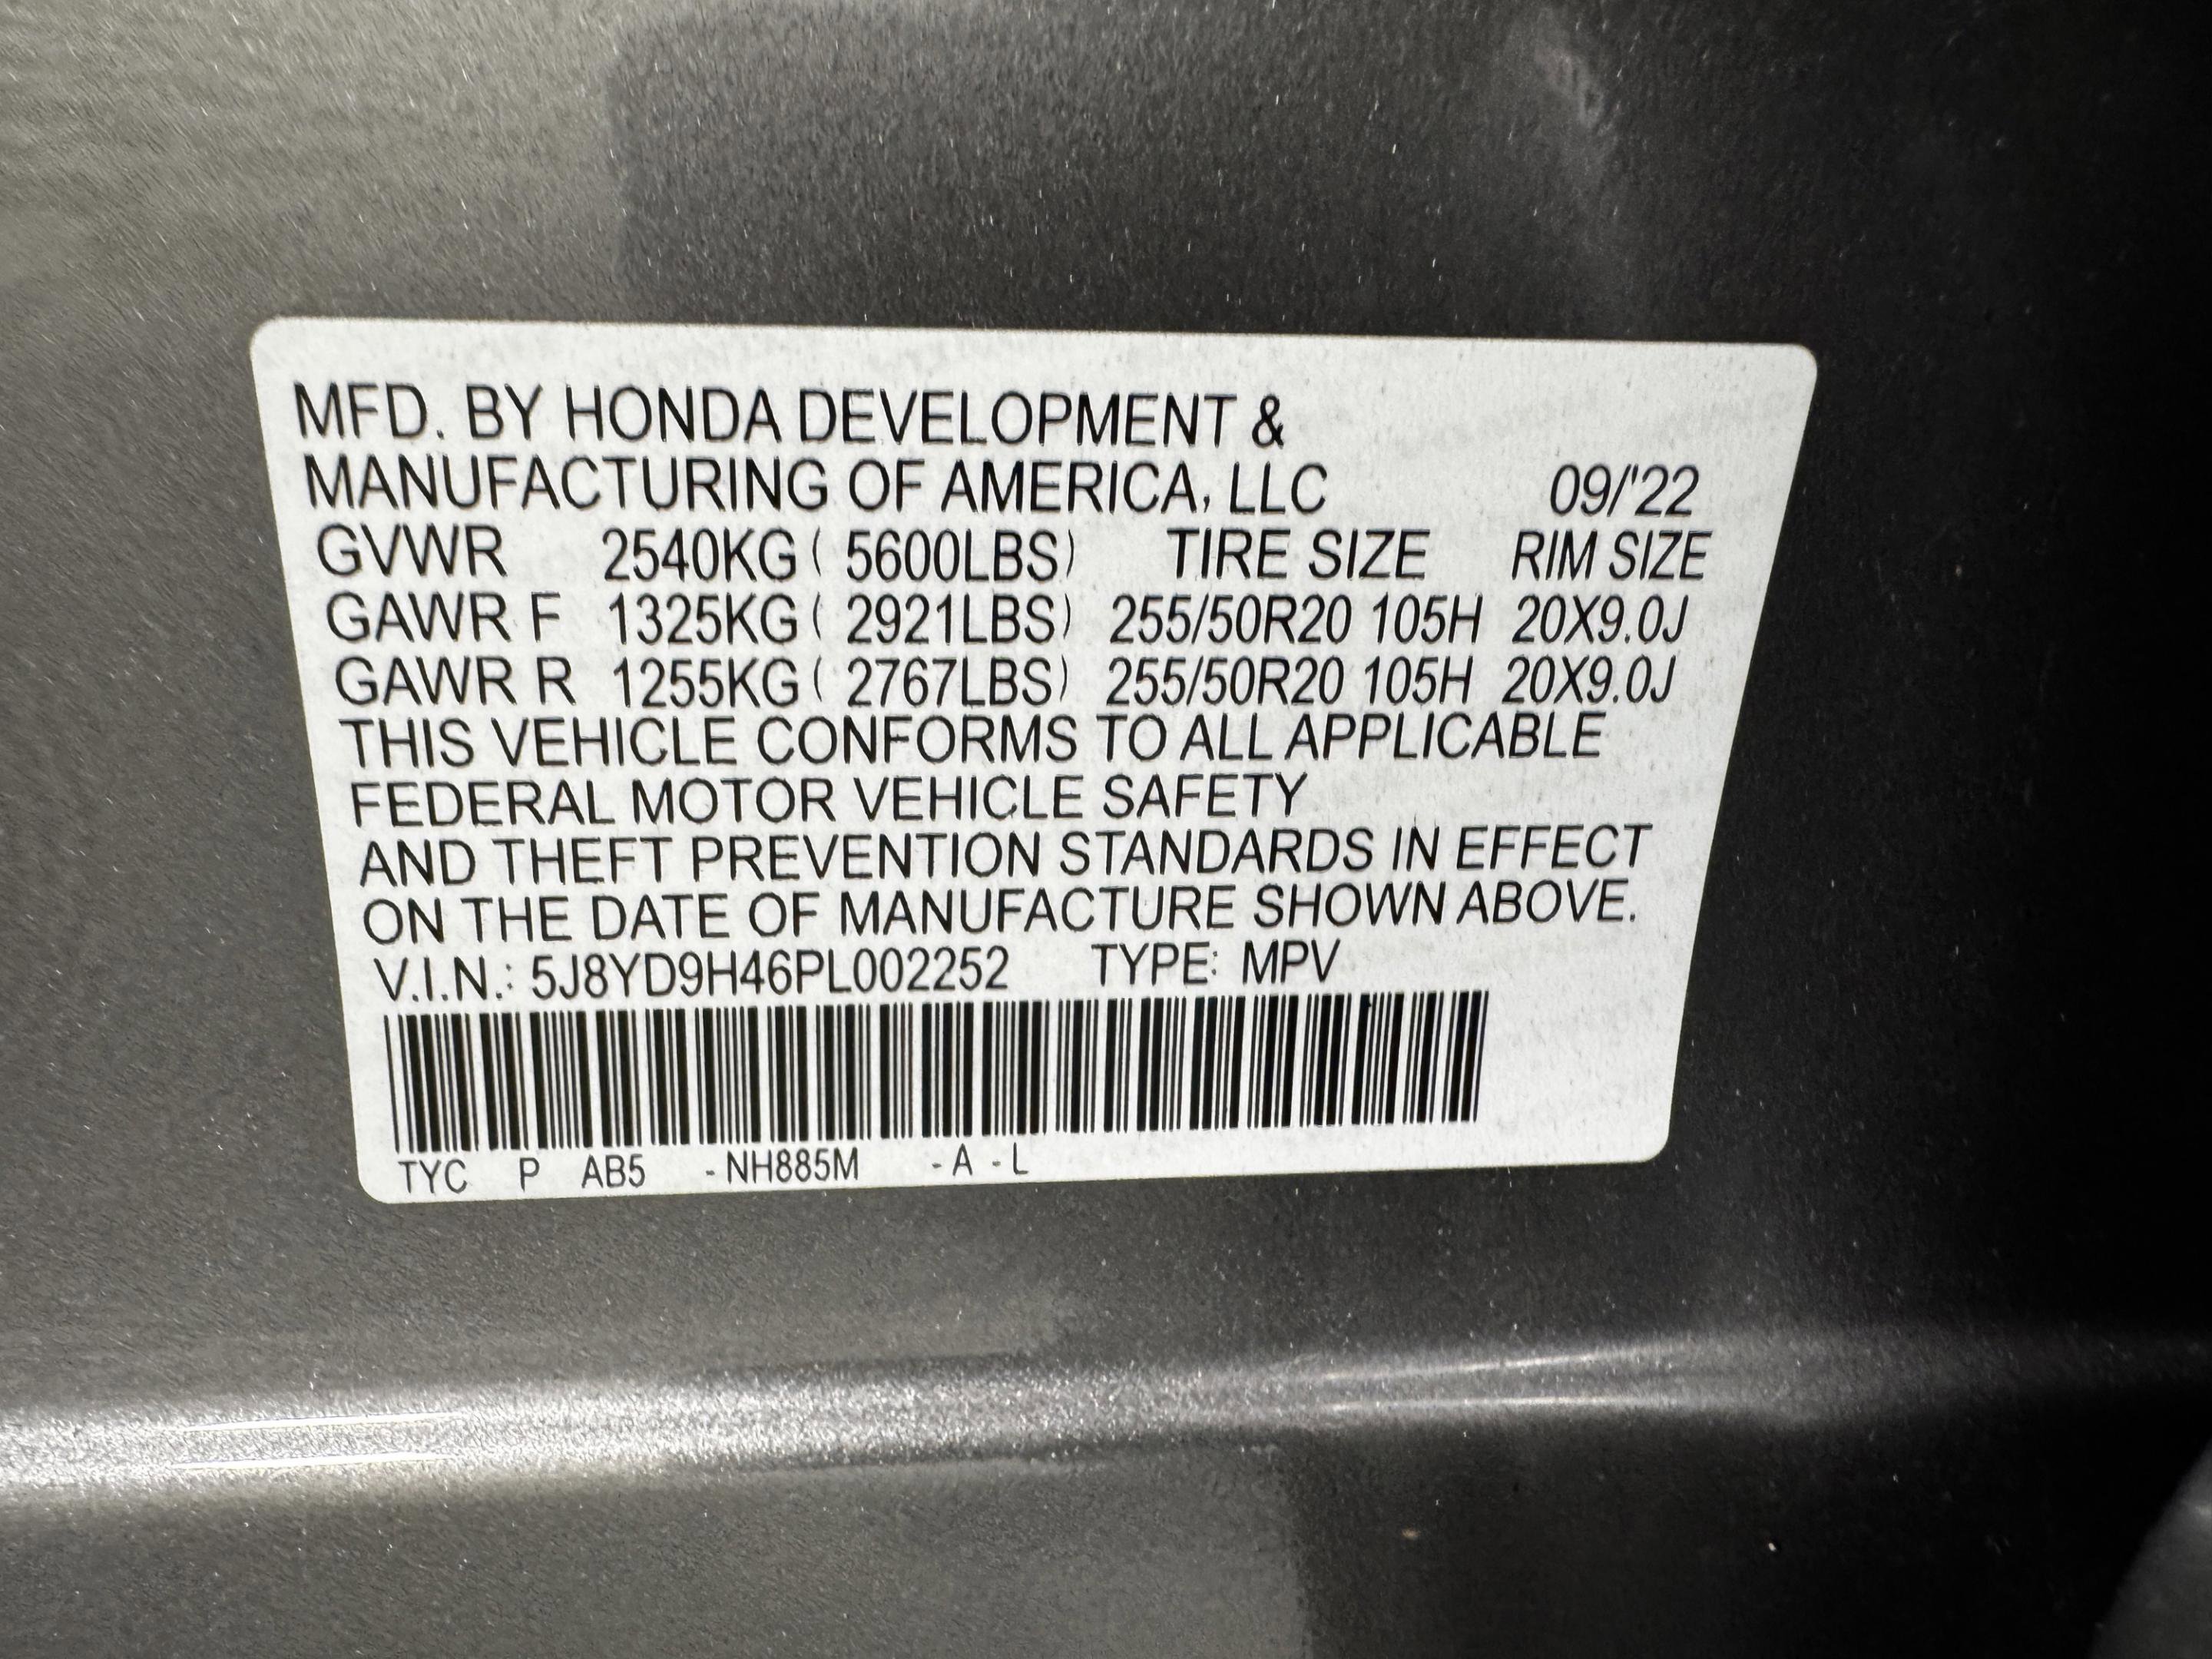 MFD. BY HONDA DEVELOPMENT &
MANUFACTURING OF AMERICA, LLC 09/'22
GVWR 2540KG ( 5600LBS) TIRE SIZE RIM SIZE
GAWR F 1325KG ( 2921LBS) 255/50R20 105H 20X9.0J
GAWR R 1255KG ( 2767LBS) 255/50R20 105H 20X9.0J
THIS VEHICLE CONFORMS TO ALL APPLICABLE
FEDERAL MOTOR VEHICLE SAFETY
AND THEFT PREVENTION STANDARDS IN EFFECT
ON THE DATE OF MANUFACTURE SHOWN ABOVE.
V.I.N.: 5J8YD9H46PL002252 TYPE: MPV
TYC P AB5 - NH885M - A - L